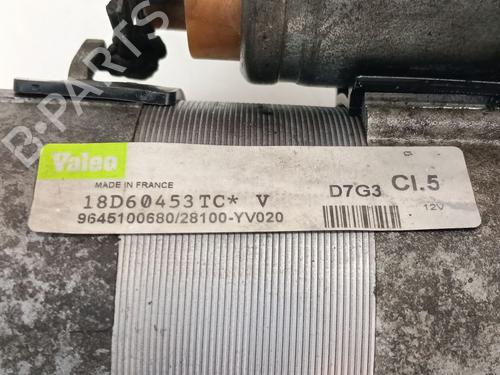 Valeo
MADE IN FRANCE
18D60453TC* V
9645100680/28100-YV020
D7G3 Cl.5
12V
B-PARTS